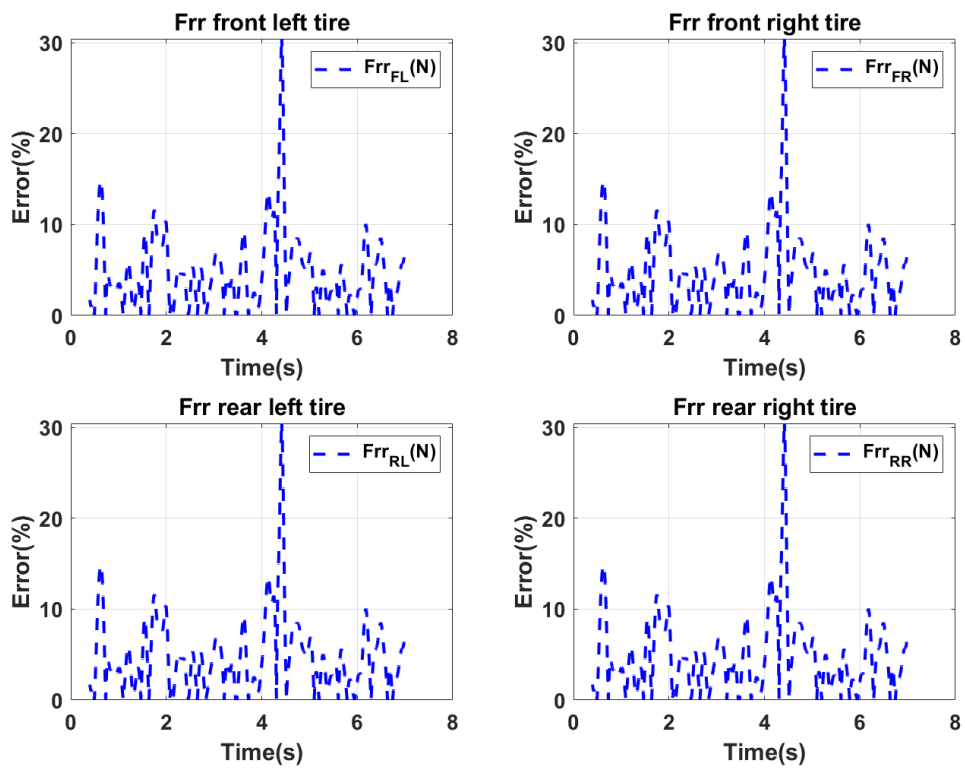 Frr front left tire
Frr_FL(N)
Error(%)
30
20
10
0
0 2 4 6 8
Time(s)
Frr front right tire
Frr_FR(N)
Error(%)
30
20
10
0
0 2 4 6 8
Time(s)
Frr rear left tire
Frr_RL(N)
Error(%)
30
20
10
0
0 2 4 6 8
Time(s)
Frr rear right tire
Frr_RR(N)
Error(%)
30
20
10
0
0 2 4 6 8
Time(s)